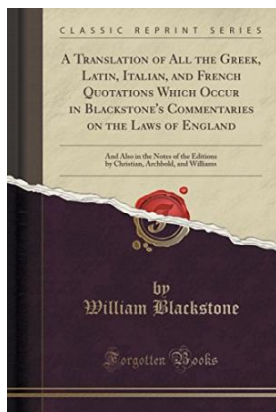 CLASSIC REPRINT SERIES
A TRANSLATION OF ALL THE GREEK,
LATIN, ITALIAN, AND FRENCH
QUOTATIONS WHICH OCCUR
IN BLACKSTONE'S COMMENTARIES
ON THE LAWS OF ENGLAND
And Also in the Notes of the Editions
by Christian, Archbold, and Williams
by
William Blackstone
Forgotten Books